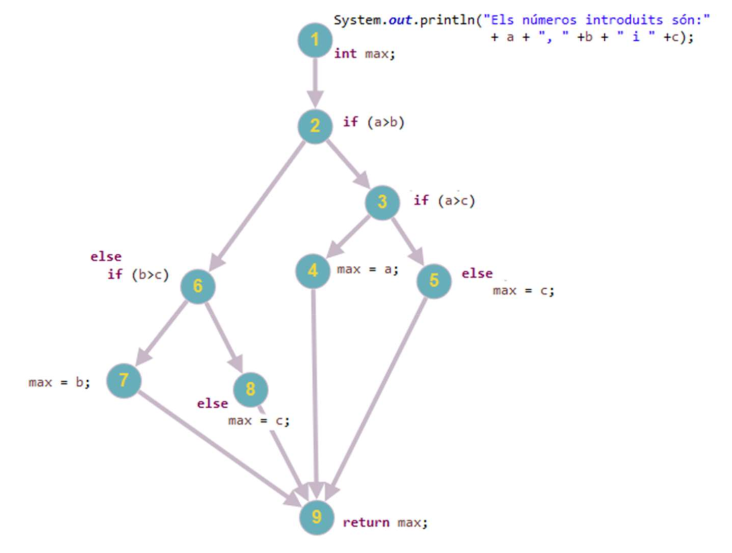 System.out.println("Els números introduits són:"
+ a + ", " +b + " i " +c);
1
int max;
2
if (a>b)
3
if (a>c)
else
if (b>c)
6
4
max = a;
5
else
max = c;
max = b;
7
8
else
max = c;
9
return max;